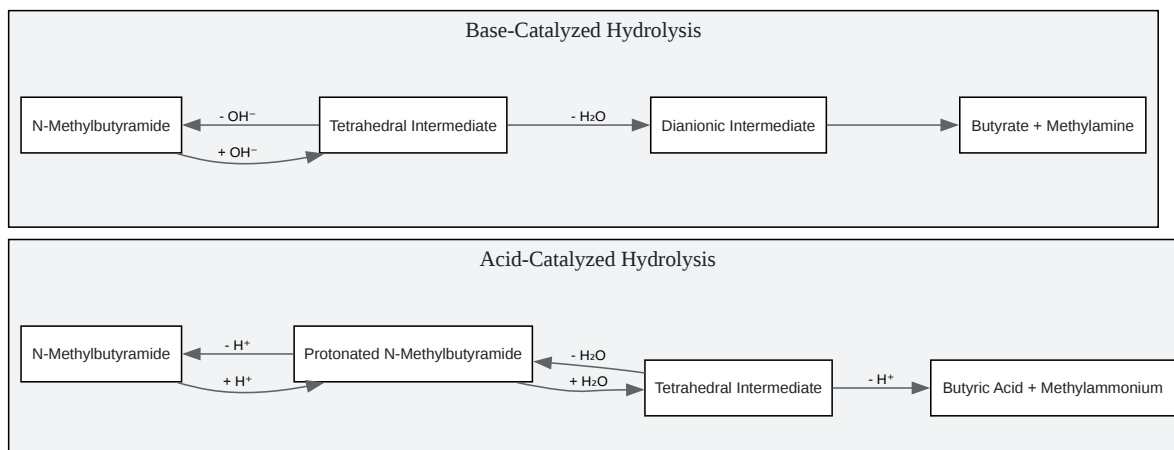 Base-Catalyzed Hydrolysis
N-Methylbutyramide
- OH⁻
+ OH⁻
Tetrahedral Intermediate
- H₂O
Dianionic Intermediate
Butyrate + Methylamine
Acid-Catalyzed Hydrolysis
N-Methylbutyramide
- H⁺
+ H⁺
Protonated N-Methylbutyramide
- H₂O
+ H₂O
Tetrahedral Intermediate
- H⁺
Butyric Acid + Methylammonium